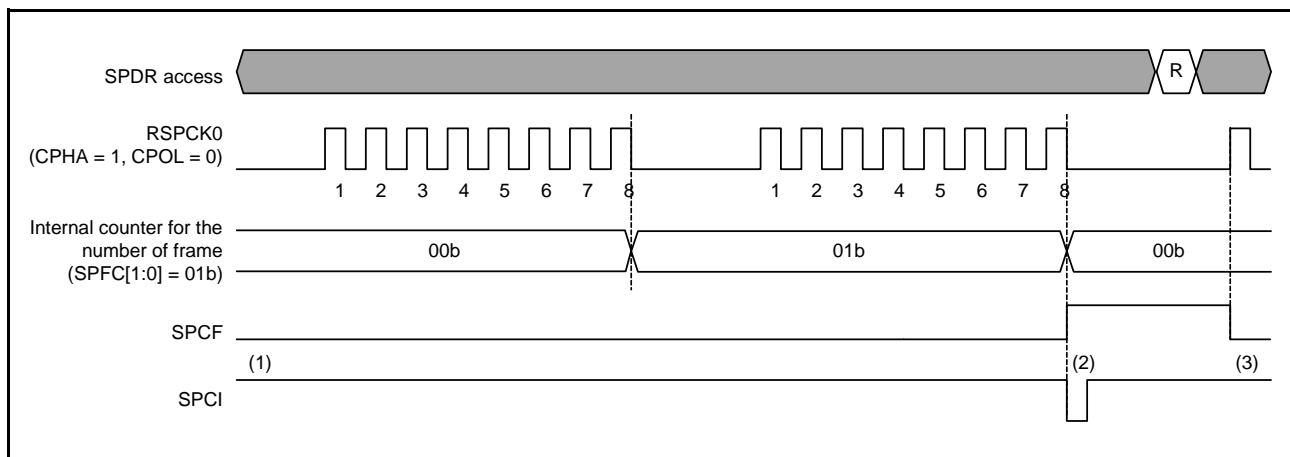 SPDR access
R
RSPCK0
(CPHA = 1, CPOL = 0)
1 2 3 4 5 6 7 8 1 2 3 4 5 6 7 8
Internal counter for the
number of frame
(SPFC[1:0] = 01b)
00b 01b 00b
SPCF
(1) (2) (3)
SPCI